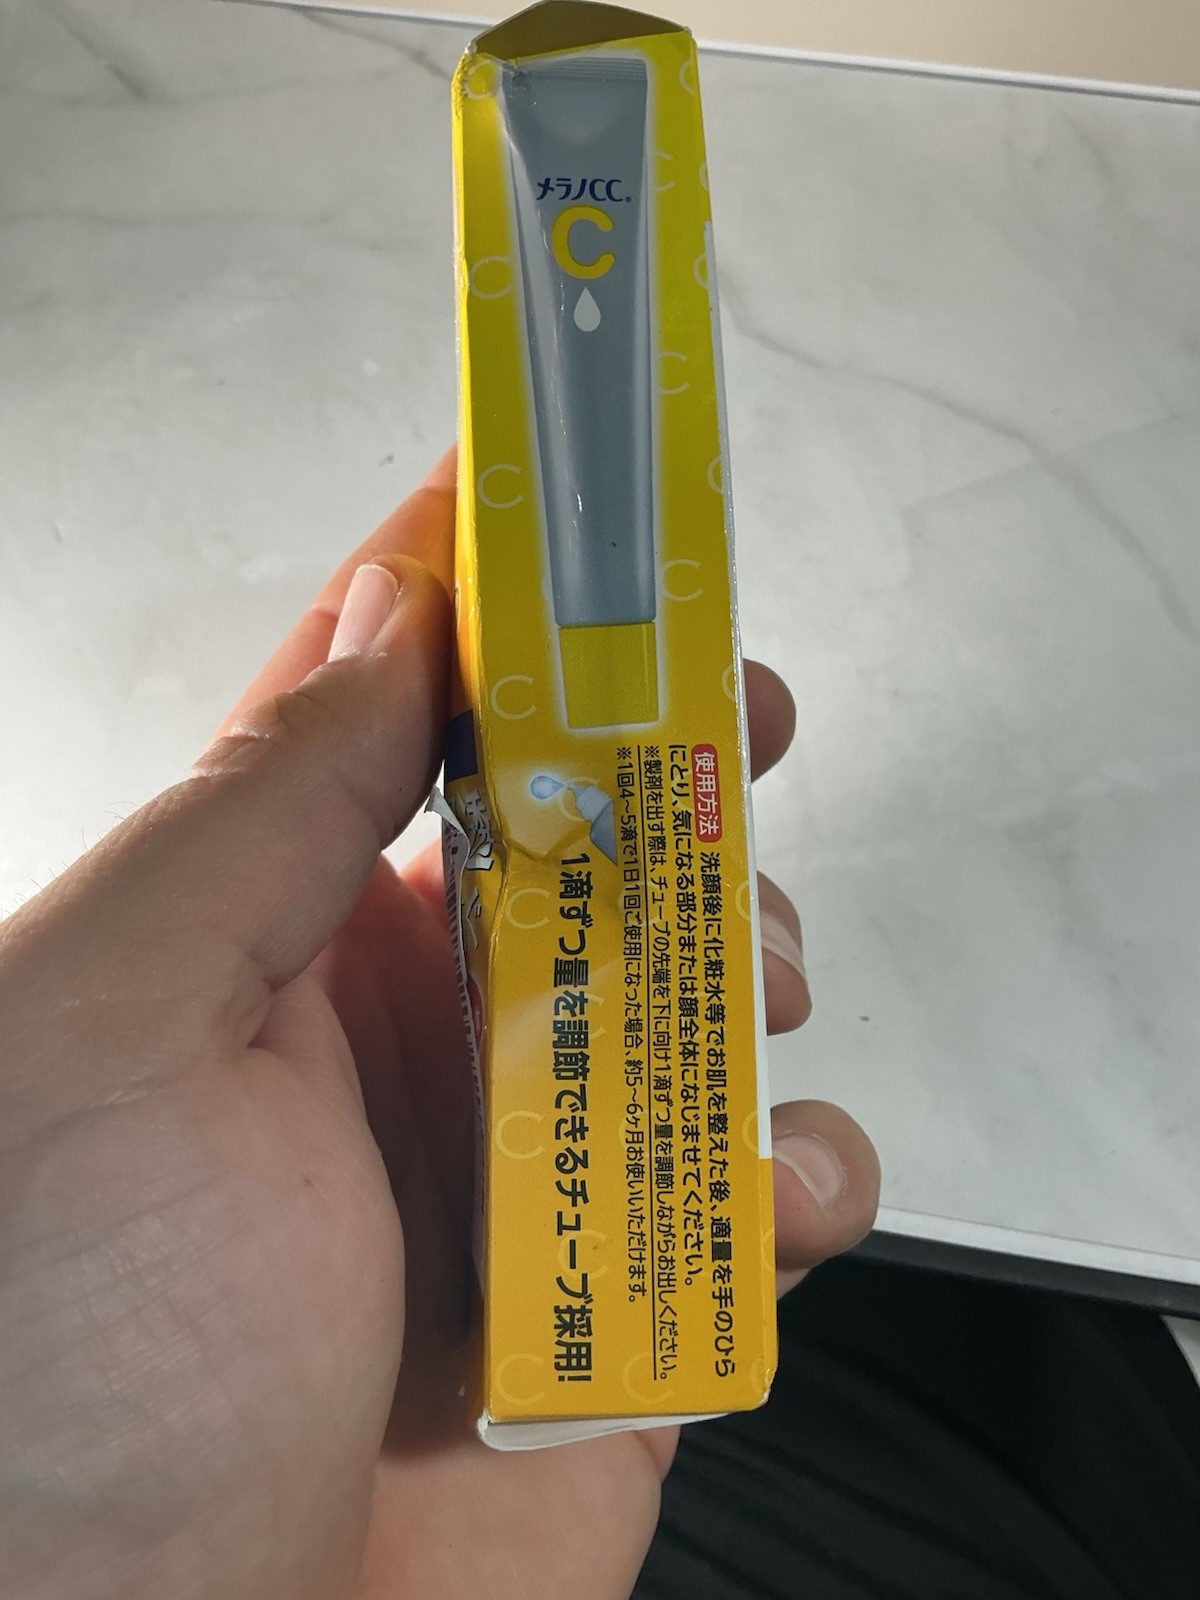 メラノCC®
C
使用方法 洗顔後に化粧水等でお肌を整えた後、適量を手のひら
にとり、気になる部分または顔全体になじませてください。
※製剤を出す際は、チューブの先端を下に向け1滴ずつ量を調節しながらお出しください。
※1回4～5滴で1日1回ご使用になった場合、約5～6ヶ月お使いいただけます。
1滴ずつ量を調節できるチューブ採用!